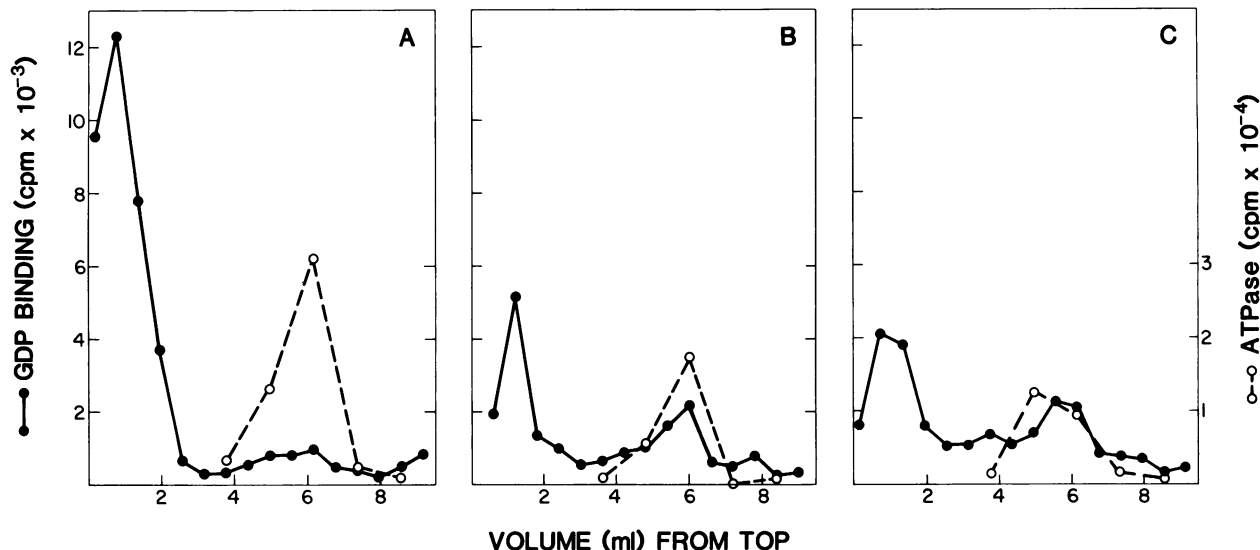 A
B
C
GDP BINDING (cpm x 10⁻³)
12
10
8
6
4
2
2 4 6 8
2 4 6 8
2 4 6 8
3
2
1
ATPase (cpm x 10⁻⁴)
VOLUME (ml) FROM TOP